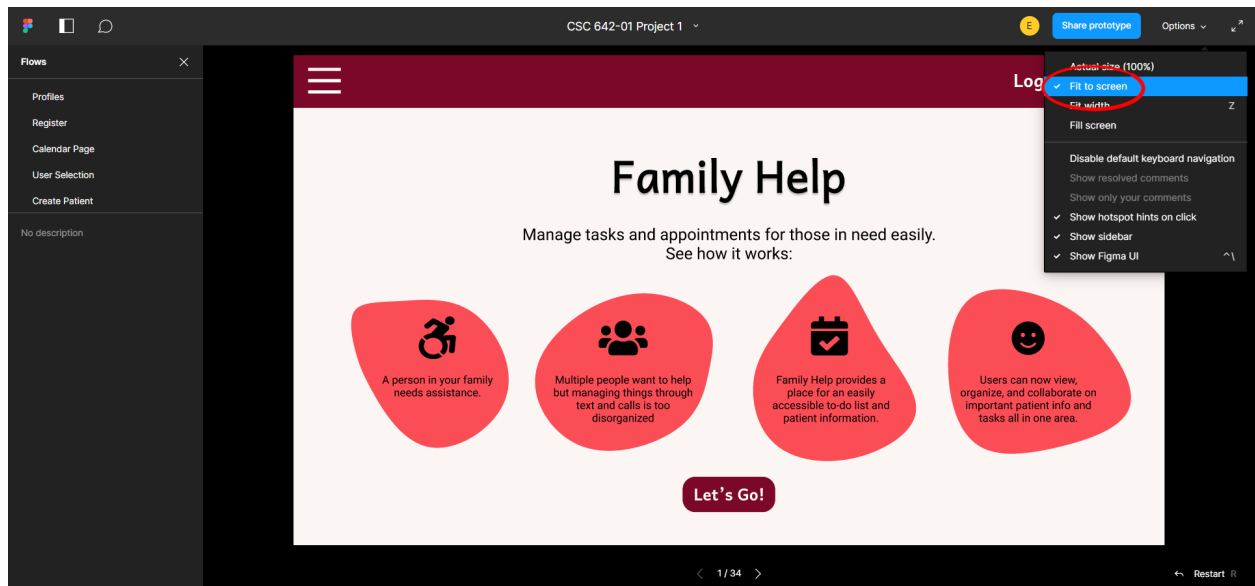 CSC 642-01 Project 1
E
Share prototype
Options
Flows
Profiles
Register
Calendar Page
User Selection
Create Patient
No description
Log
Actual size (100%)
Fit to screen
Fit width Z
Fill screen
Disable default keyboard navigation
Show resolved comments
Show only your comments
Show hotspot hints on click
Show sidebar
Show Figma UI ^\
Family Help
Manage tasks and appointments for those in need easily.
See how it works:
A person in your family
needs assistance.
Multiple people want to help
but managing things through
text and calls is too
disorganized
Family Help provides a
place for an easily
accessible to-do list and
patient information.
Users can now view,
organize, and collaborate on
important patient info and
tasks all in one area.
Let's Go!
1 / 34
Restart R